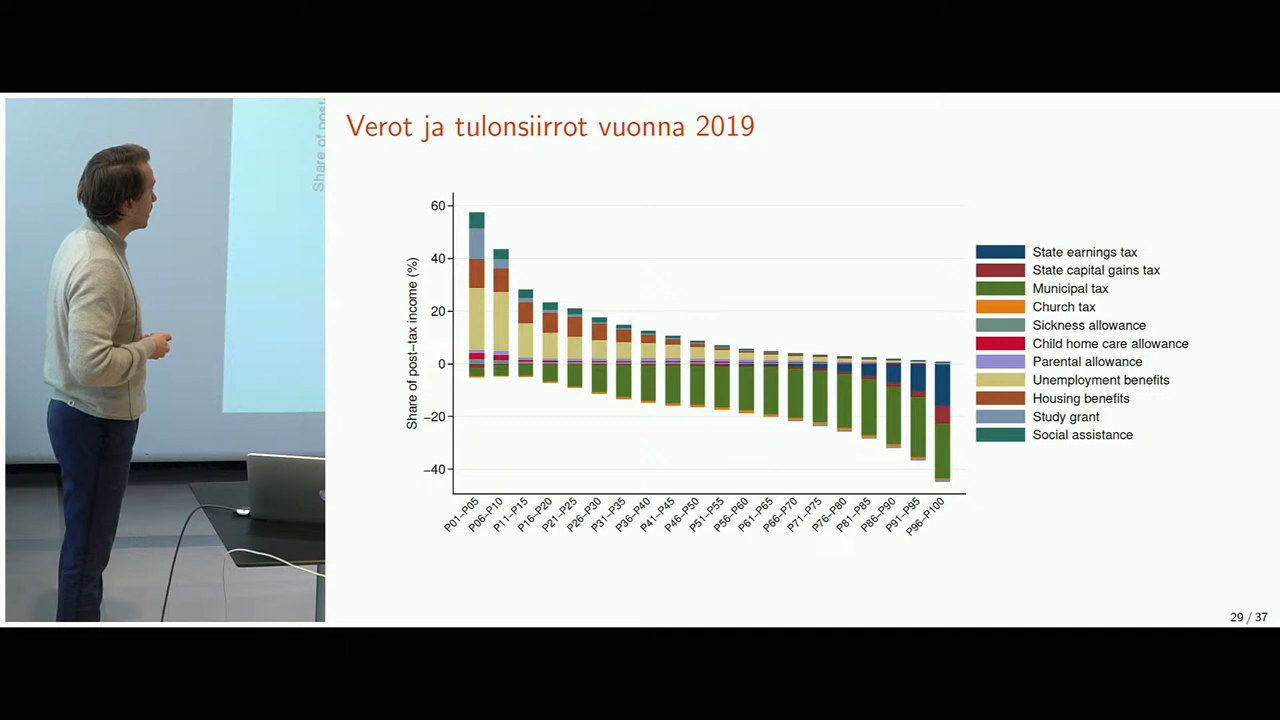 Share of post-
Verot ja tulonsiirrot vuonna 2019
Share of post-tax income (%)
60
40
20
0
−20
−40
P01–P05
P06–P10
P11–P15
P16–P20
P21–P25
P26–P30
P31–P35
P36–P40
P41–P45
P46–P50
P51–P55
P56–P60
P61–P65
P66–P70
P71–P75
P76–P80
P81–P85
P86–P90
P91–P95
P96–P100
State earnings tax
State capital gains tax
Municipal tax
Church tax
Sickness allowance
Child home care allowance
Parental allowance
Unemployment benefits
Housing benefits
Study grant
Social assistance
29 / 37